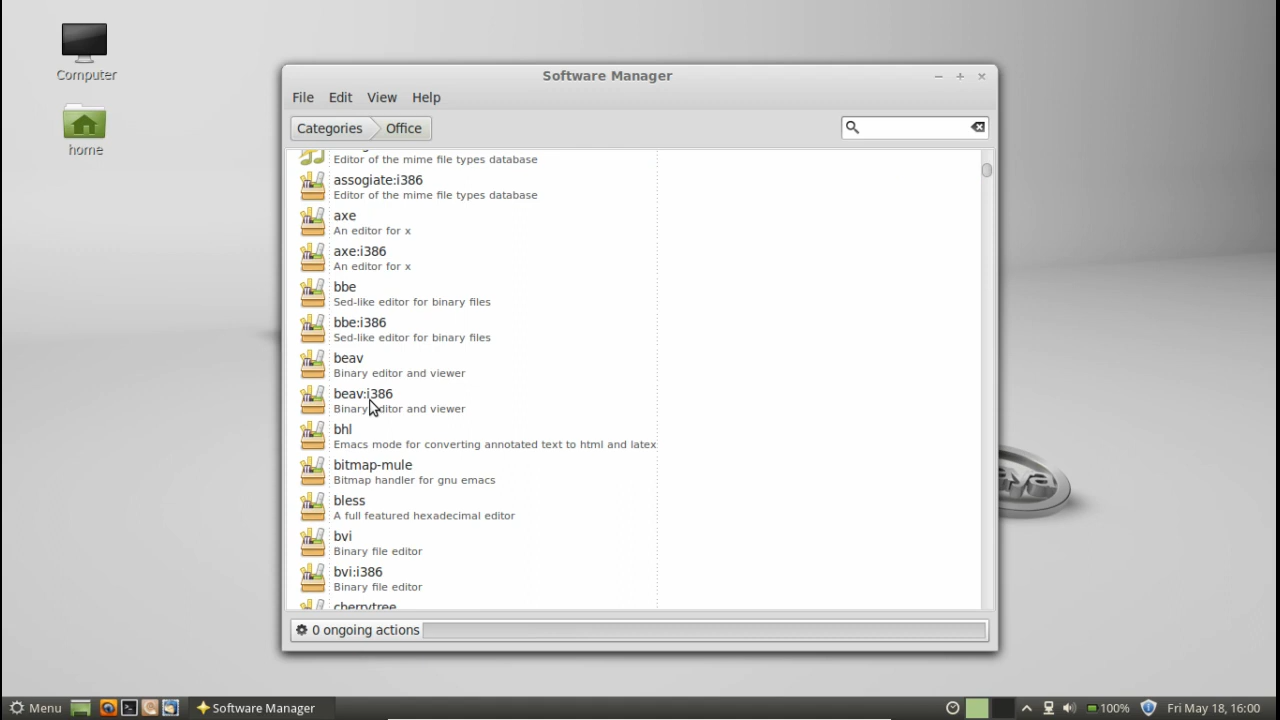 Computer
home
Software Manager
File Edit View Help
Categories Office
Editor of the mime file types database
assogiate:i386
Editor of the mime file types database
axe
An editor for x
axe:i386
An editor for x
bbe
Sed-like editor for binary files
bbe:i386
Sed-like editor for binary files
beav
Binary editor and viewer
beav:i386
Binary editor and viewer
bhl
Emacs mode for converting annotated text to html and latex
bitmap-mule
Bitmap handler for gnu emacs
bless
A full featured hexadecimal editor
bvi
Binary file editor
bvi:i386
Binary file editor
cherrytree
0 ongoing actions
Menu Software Manager 100% Fri May 18, 16:00